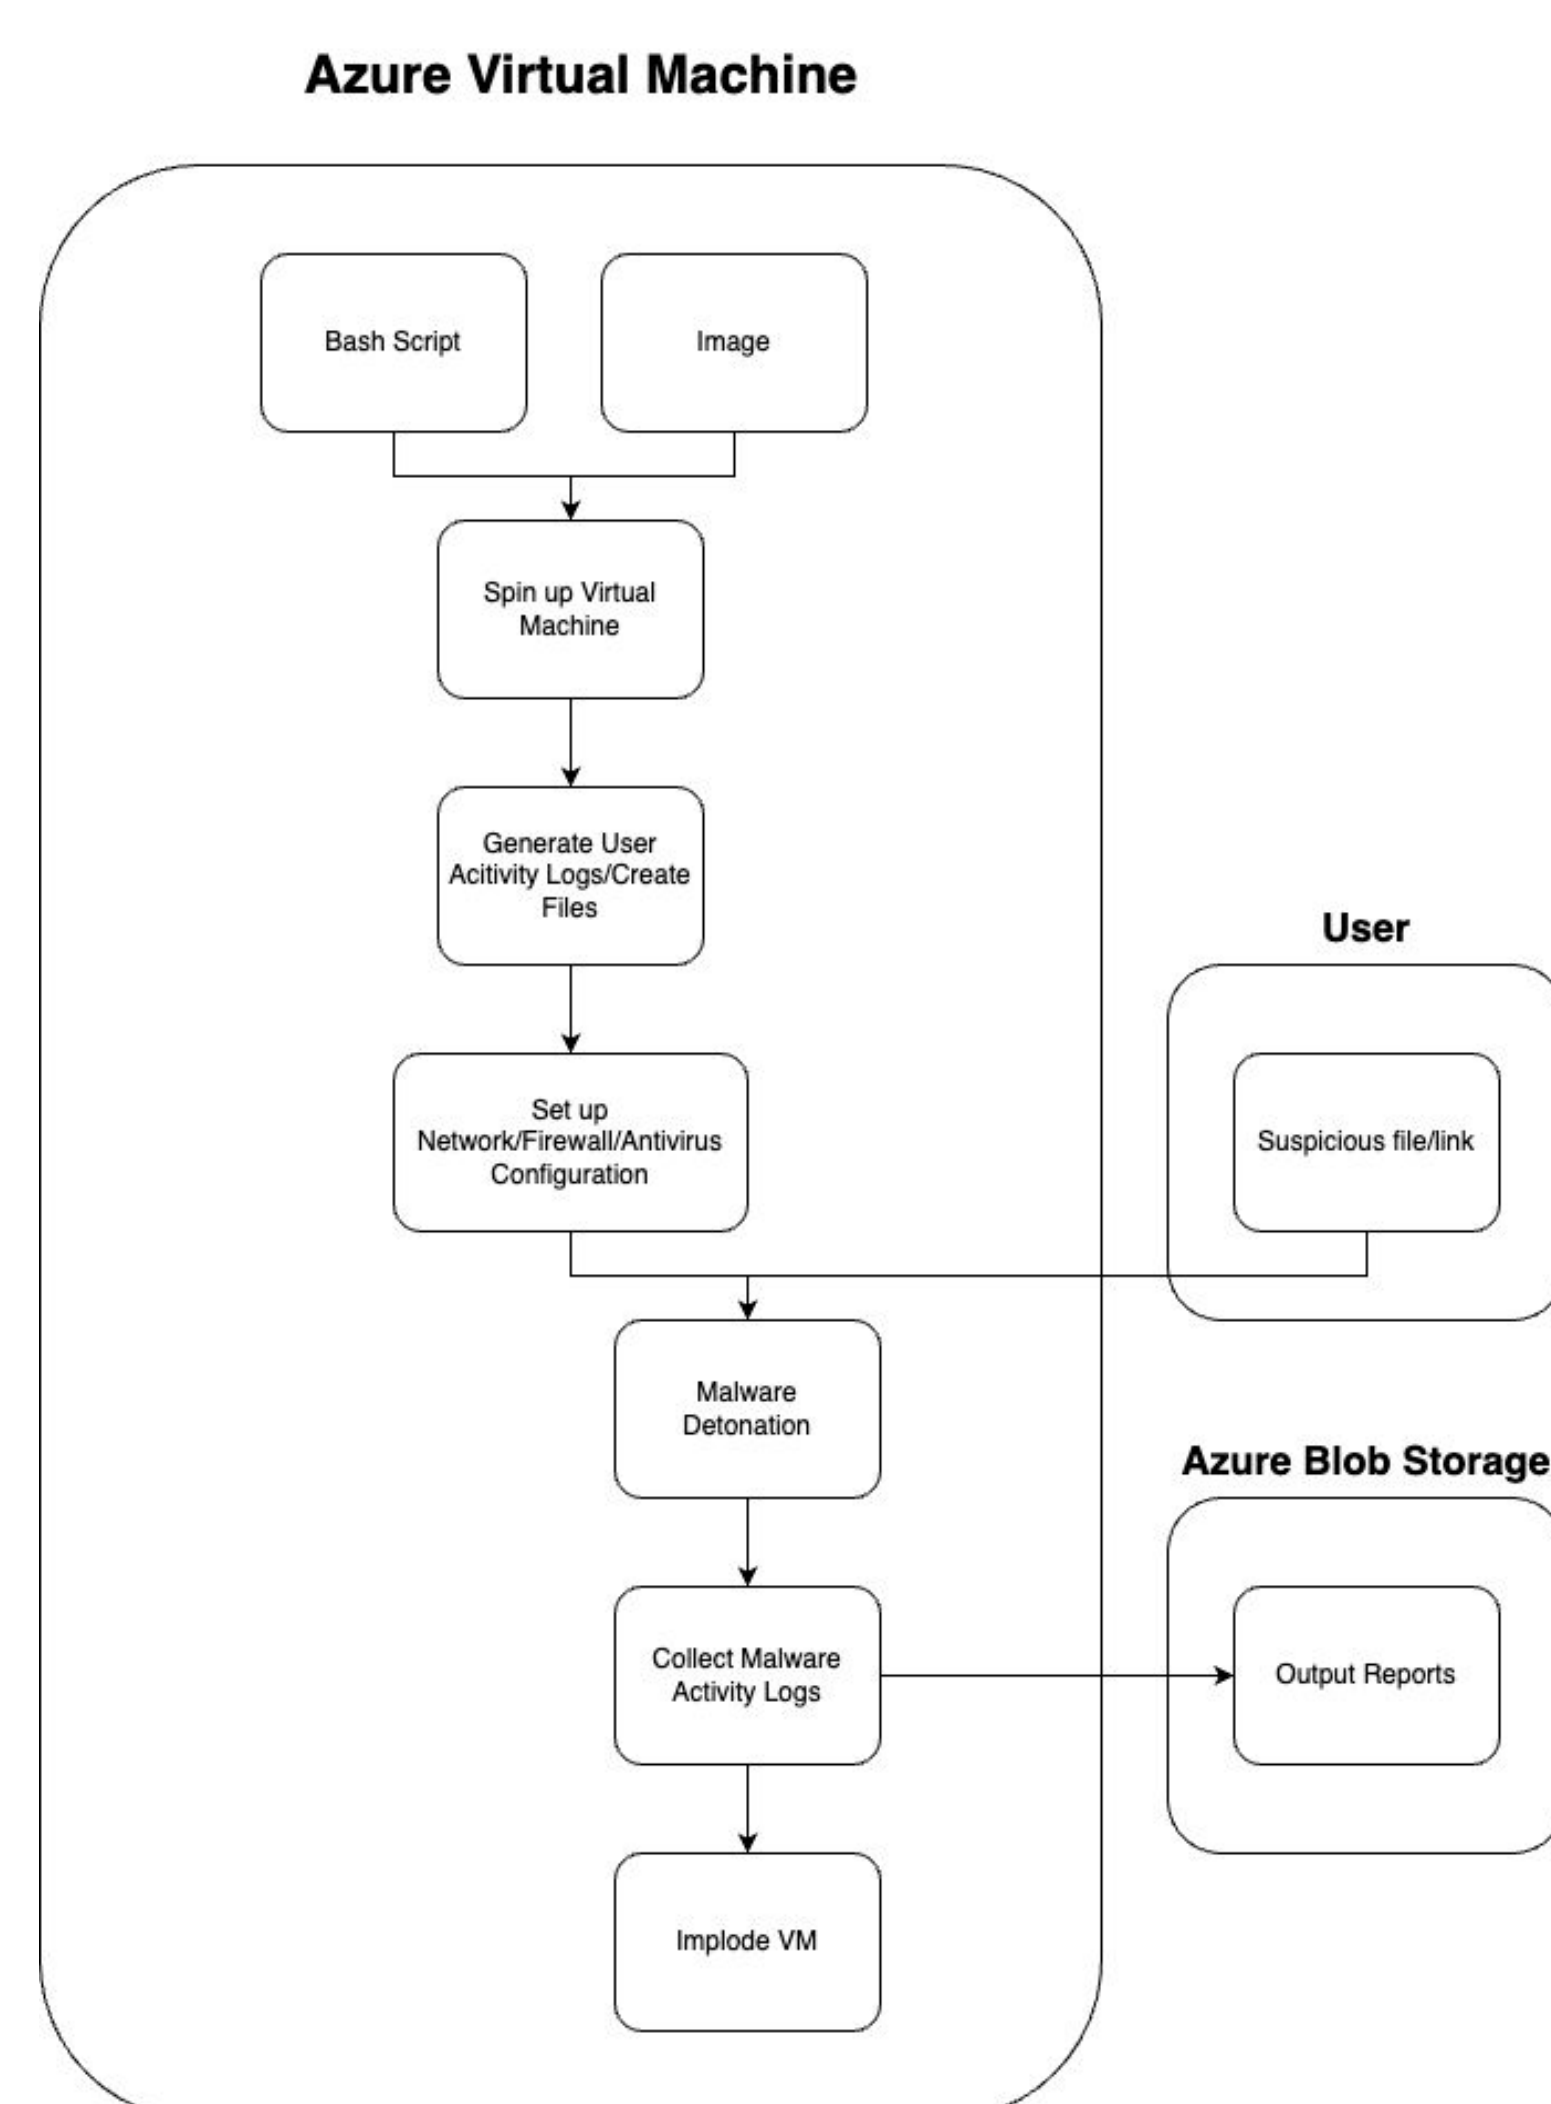 Azure Virtual Machine
Bash Script
Image
Spin up Virtual
Machine
Generate User
Acitivity Logs/Create
Files
Set up
Network/Firewall/Antivirus
Configuration
User
Suspicious file/link
Malware
Detonation
Azure Blob Storage
Collect Malware
Activity Logs
Output Reports
Implode VM